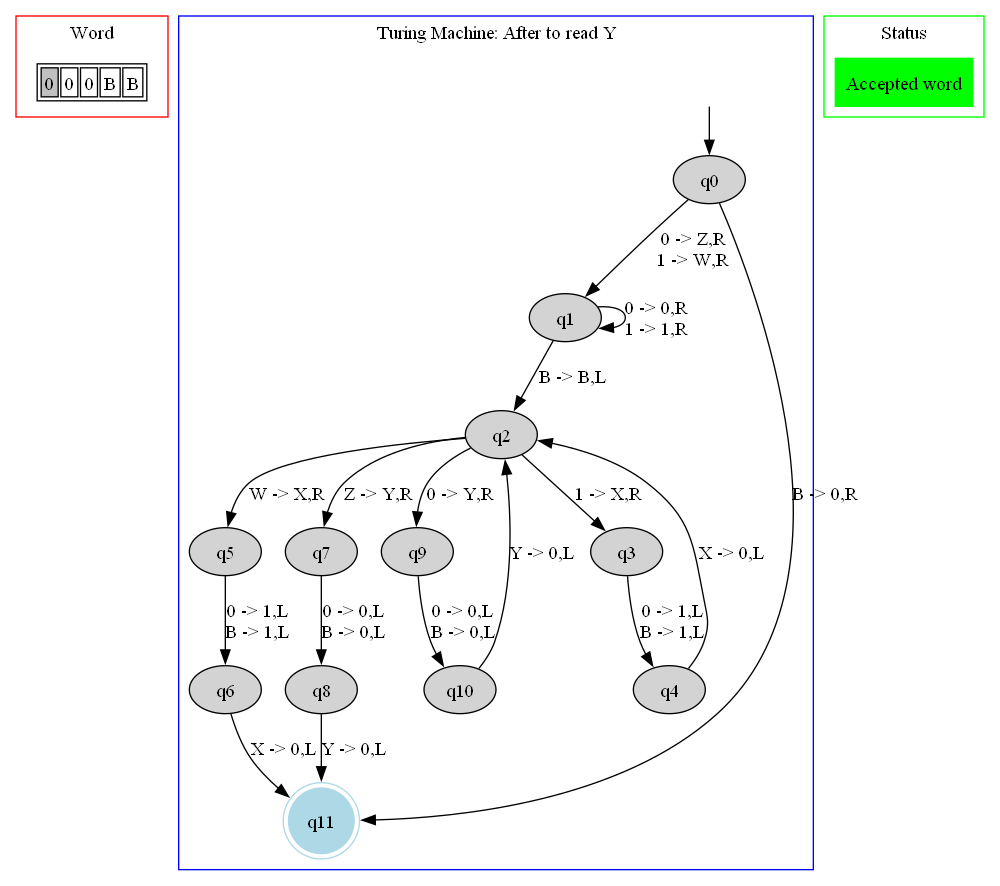 Word
0 0 0 B B
Turing Machine: After to read Y
Status
Accepted word
q0
0 -> Z,R
1 -> W,R
q1
0 -> 0,R
1 -> 1,R
B -> B,L
q2
W -> X,R
Z -> Y,R
0 -> Y,R
1 -> X,R
B -> 0,R
q5
q7
q9
Y -> 0,L
q3
X -> 0,L
0 -> 1,L
B -> 1,L
0 -> 0,L
B -> 0,L
0 -> 0,L
B -> 0,L
0 -> 1,L
B -> 1,L
q6
q8
q10
q4
X -> 0,L
Y -> 0,L
q11